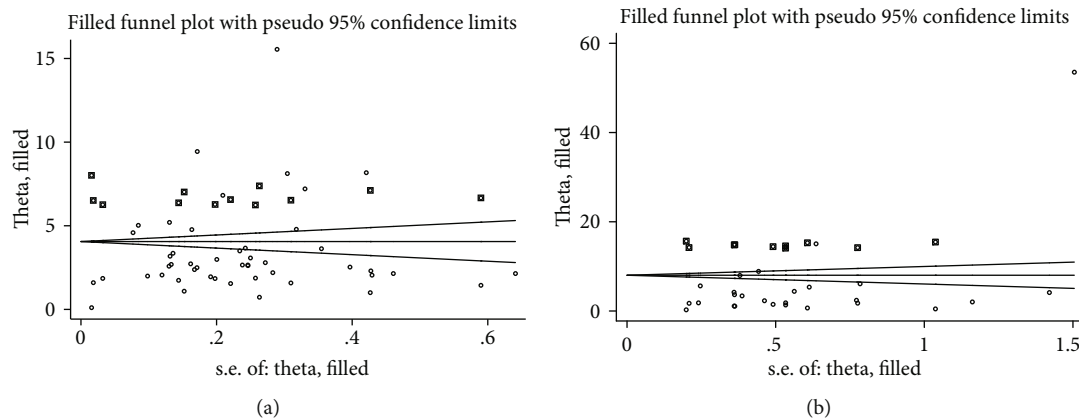 Filled funnel plot with pseudo 95% confidence limits
15
10
5
0
Theta, filled
0 .2 .4 .6
s.e. of: theta, filled
(a)
Filled funnel plot with pseudo 95% confidence limits
60
40
20
0
Theta, filled
0 .5 1 1.5
s.e. of: theta, filled
(b)